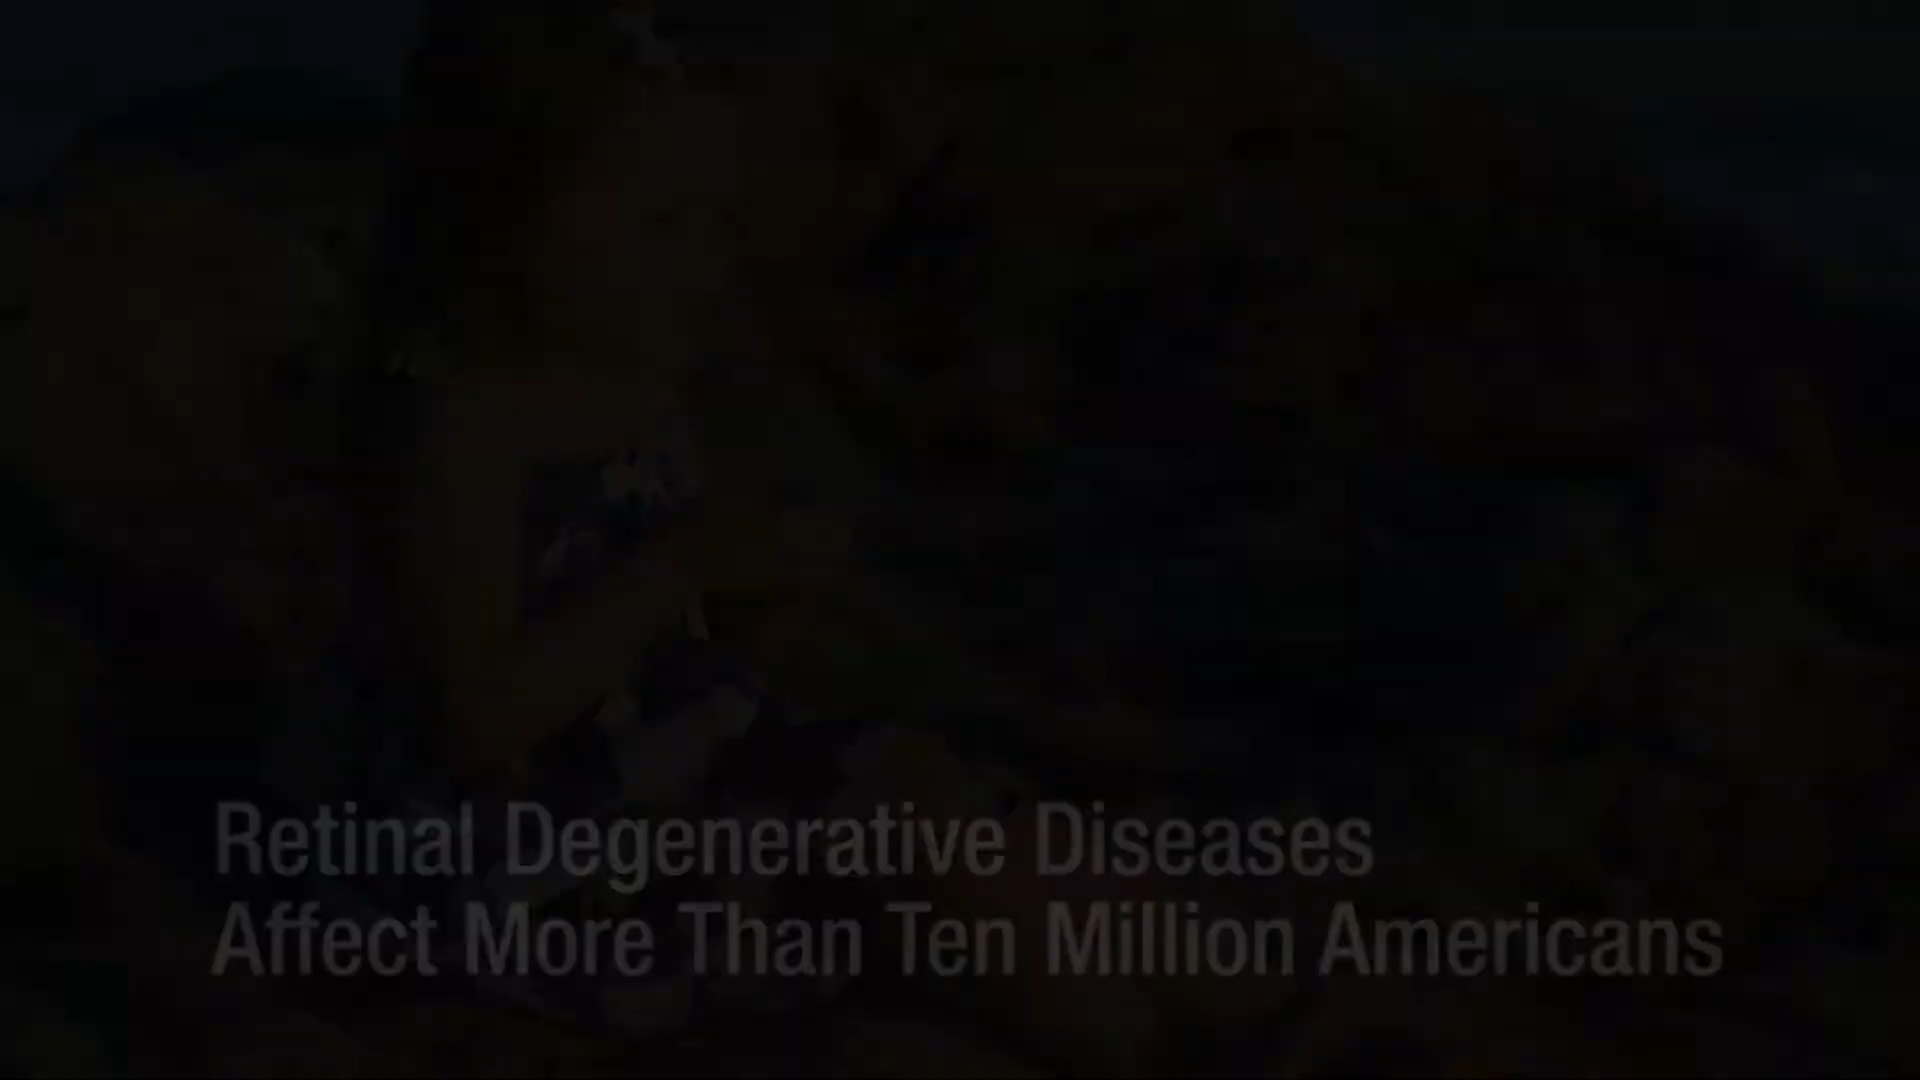 Retinal Degenerative Diseases
Affect More Than Ten Million Americans